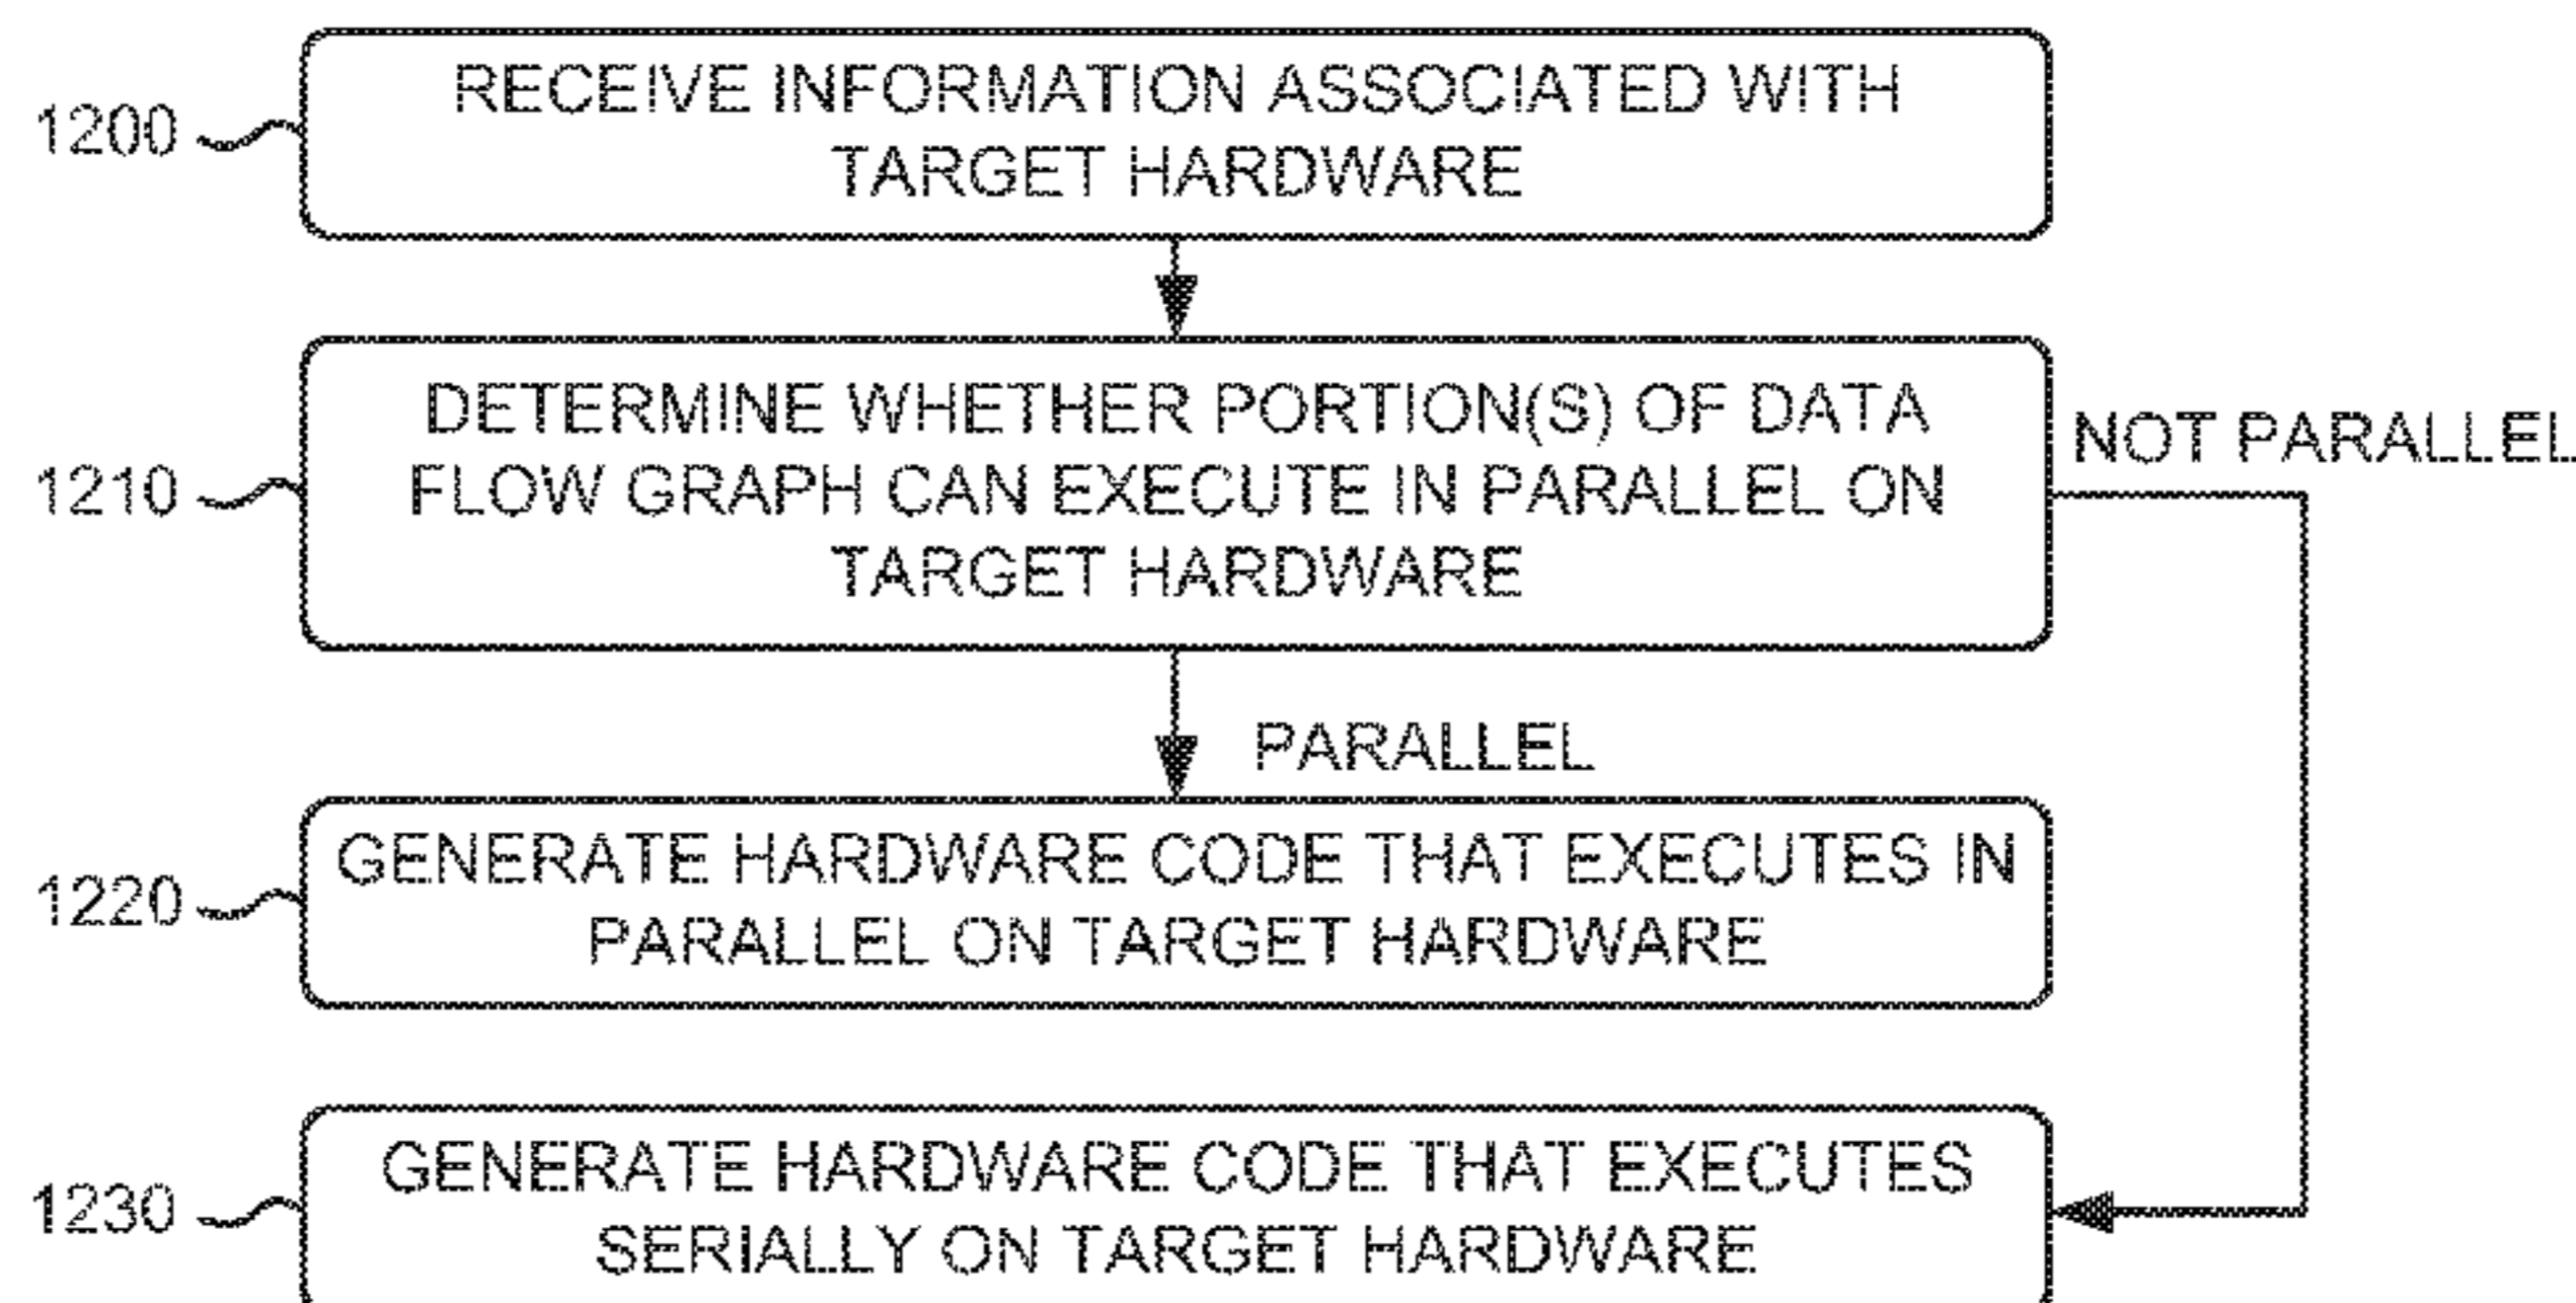 1200
RECEIVE INFORMATION ASSOCIATED WITH
TARGET HARDWARE
1210
DETERMINE WHETHER PORTION(S) OF DATA
FLOW GRAPH CAN EXECUTE IN PARALLEL ON
TARGET HARDWARE
NOT PARALLEL
PARALLEL
1220
GENERATE HARDWARE CODE THAT EXECUTES IN
PARALLEL ON TARGET HARDWARE
1230
GENERATE HARDWARE CODE THAT EXECUTES
SERIALLY ON TARGET HARDWARE